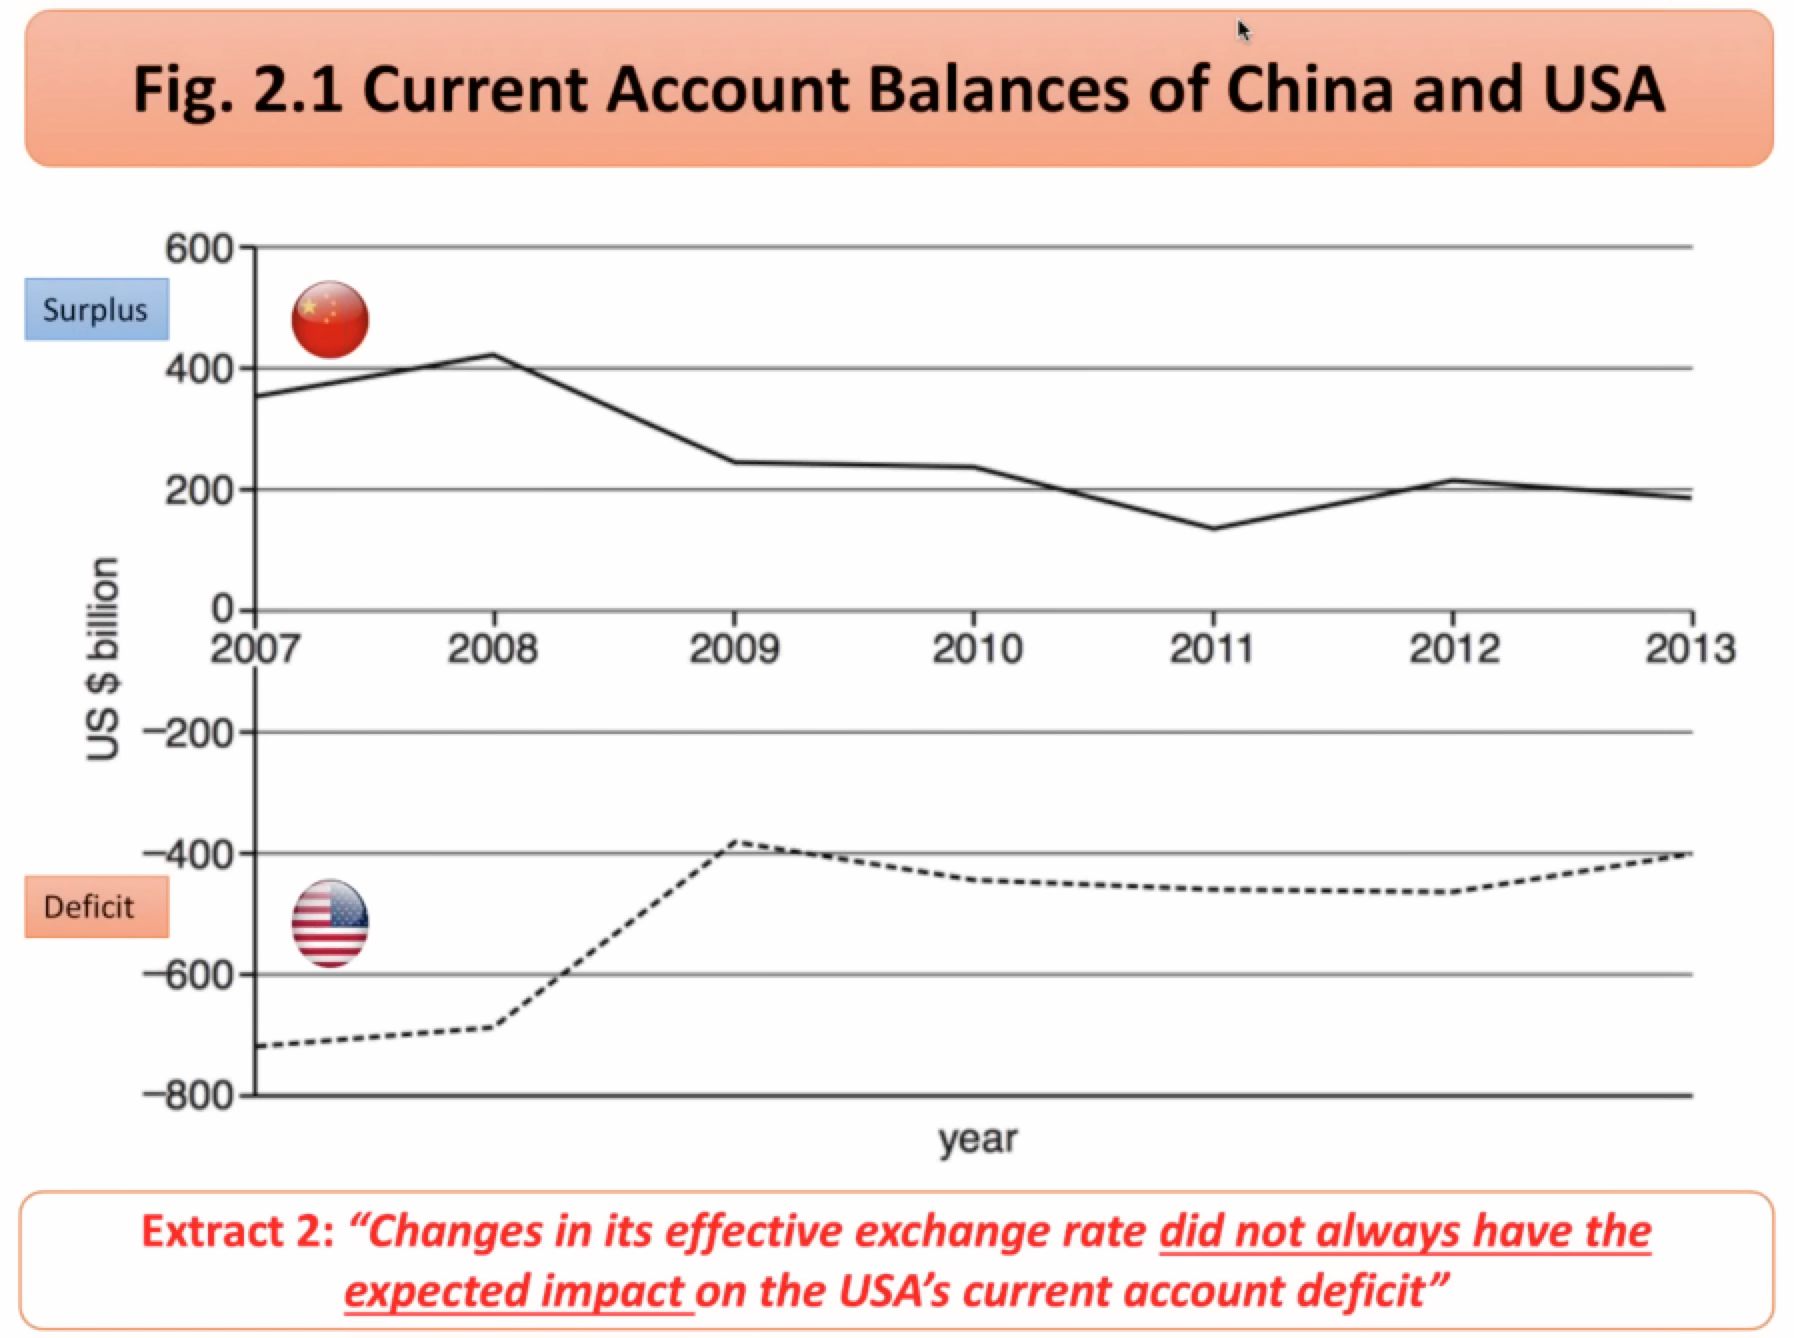 Fig. 2.1 Current Account Balances of China and USA
600
Surplus
400
200
0
2007 2008 2009 2010 2011 2012 2013
US $ billion
−200
−400
Deficit
−600
−800
year
Extract 2: “Changes in its effective exchange rate did not always have the
expected impact on the USA’s current account deficit”